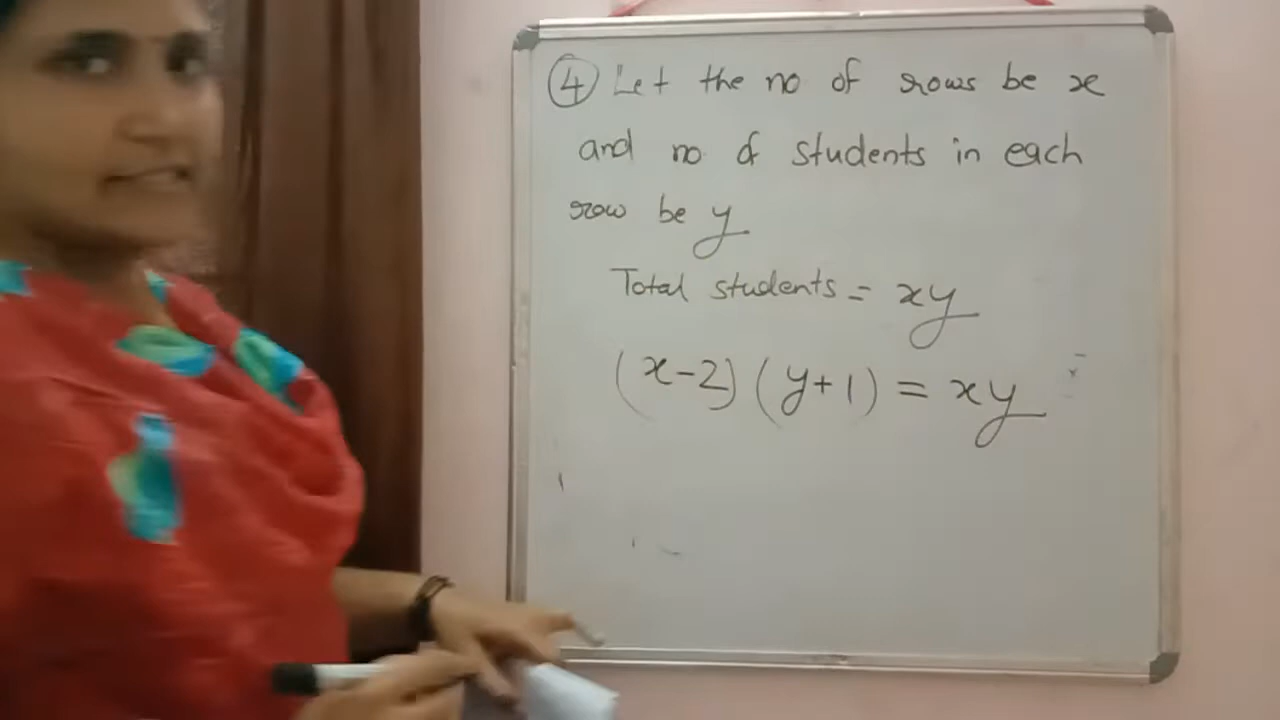 ④ Let the no of rows be x
and no. of students in each
row be y
Total students = xy
(x-2) (y+1) = xy